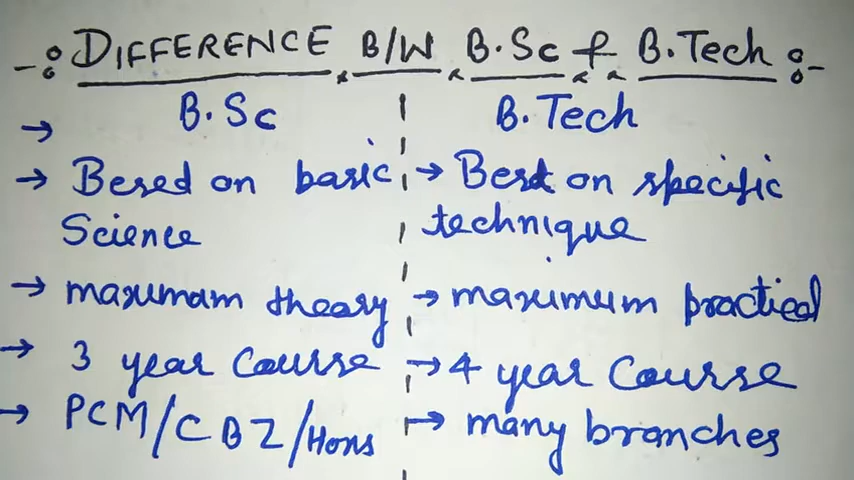 DIFFERENCE B/W B.Sc & B.Tech
B.Sc B.Tech
→ Besed on basic → Besd on specific
Science technique
→ maximam theory → maximum practical
→ 3 year Course → 4 year Course
→ PCM/CBZ/Hons → many branches